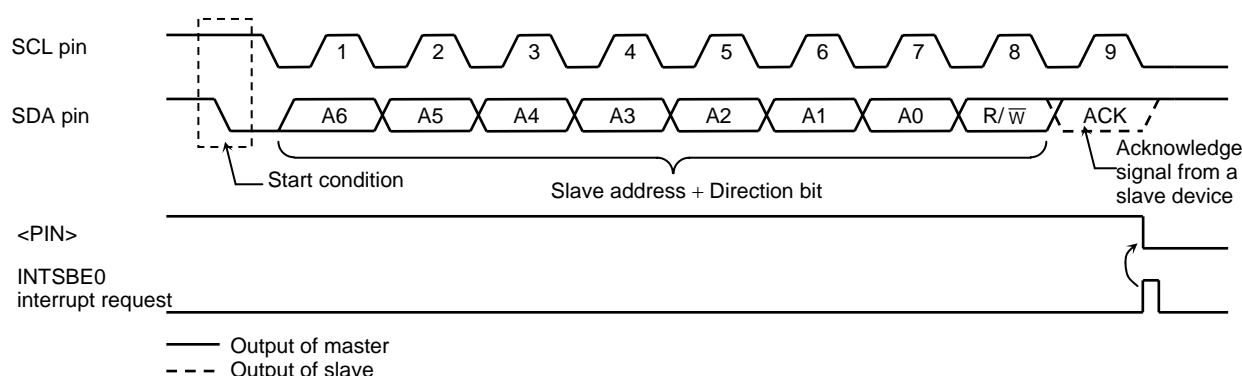 SCL pin
1 2 3 4 5 6 7 8 9
SDA pin
A6 A5 A4 A3 A2 A1 A0 R/W̅ ACK
Start condition
Slave address + Direction bit
Acknowledge
signal from a
slave device
<PIN>
INTSBE0
interrupt request
Output of master
Output of slave